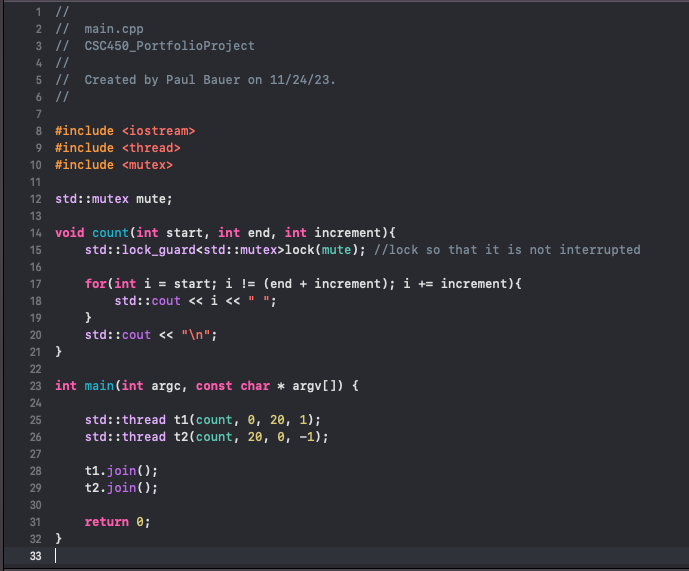 1 //
2 //  main.cpp
3 //  CSC450_PortfolioProject
4 //
5 //  Created by Paul Bauer on 11/24/23.
6 //
7
8 #include <iostream>
9 #include <thread>
10 #include <mutex>
11
12 std::mutex mute;
13
14 void count(int start, int end, int increment){
15     std::lock_guard<std::mutex>lock(mute); //lock so that it is not interrupted
16
17     for(int i = start; i != (end + increment); i += increment){
18         std::cout << i << " ";
19     }
20     std::cout << "\n";
21 }
22
23 int main(int argc, const char * argv[]) {
24
25     std::thread t1(count, 0, 20, 1);
26     std::thread t2(count, 20, 0, -1);
27
28     t1.join();
29     t2.join();
30
31     return 0;
32 }
33